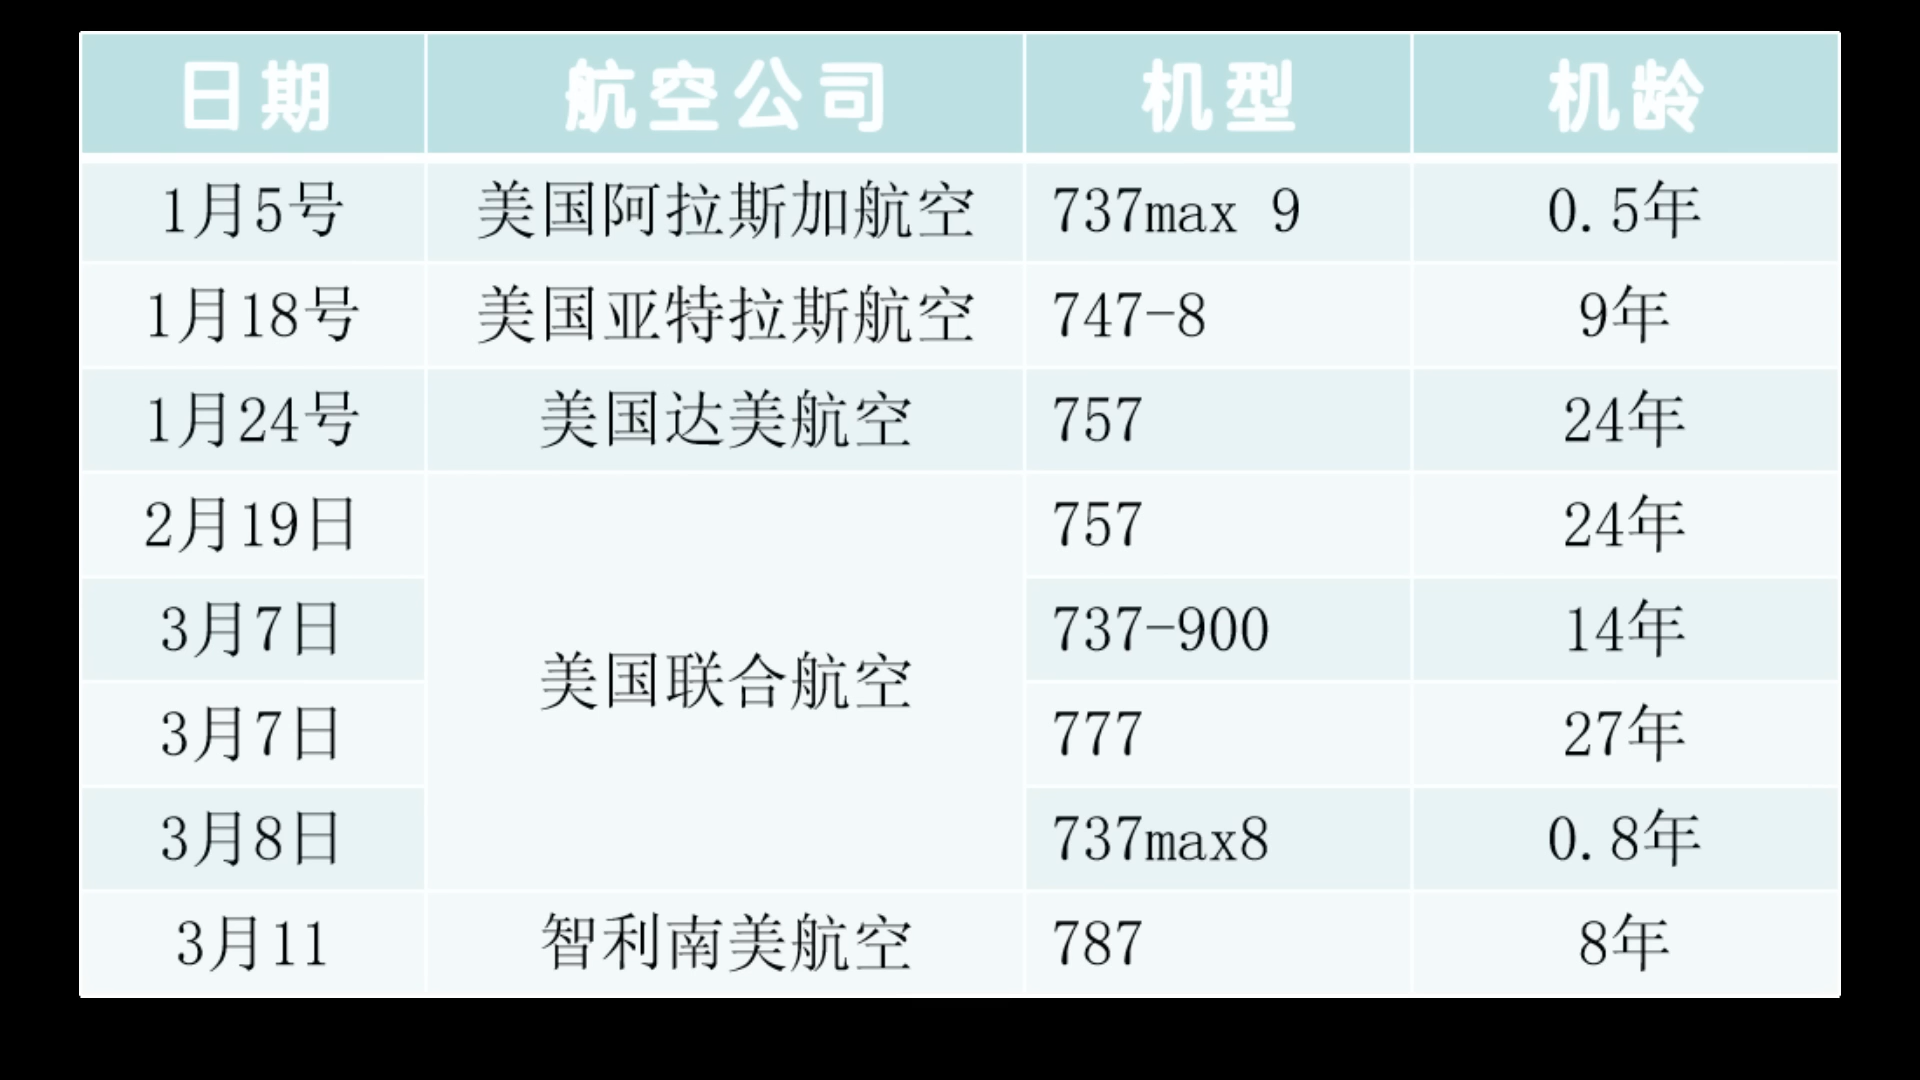 日期 航空公司 机型 机龄
1月5号 美国阿拉斯加航空 737max 9 0.5年
1月18号 美国亚特拉斯航空 747-8 9年
1月24号 美国达美航空 757 24年
2月19日 757 24年
3月7日 737-900 14年
美国联合航空
3月7日 777 27年
3月8日 737max8 0.8年
3月11 智利南美航空 787 8年